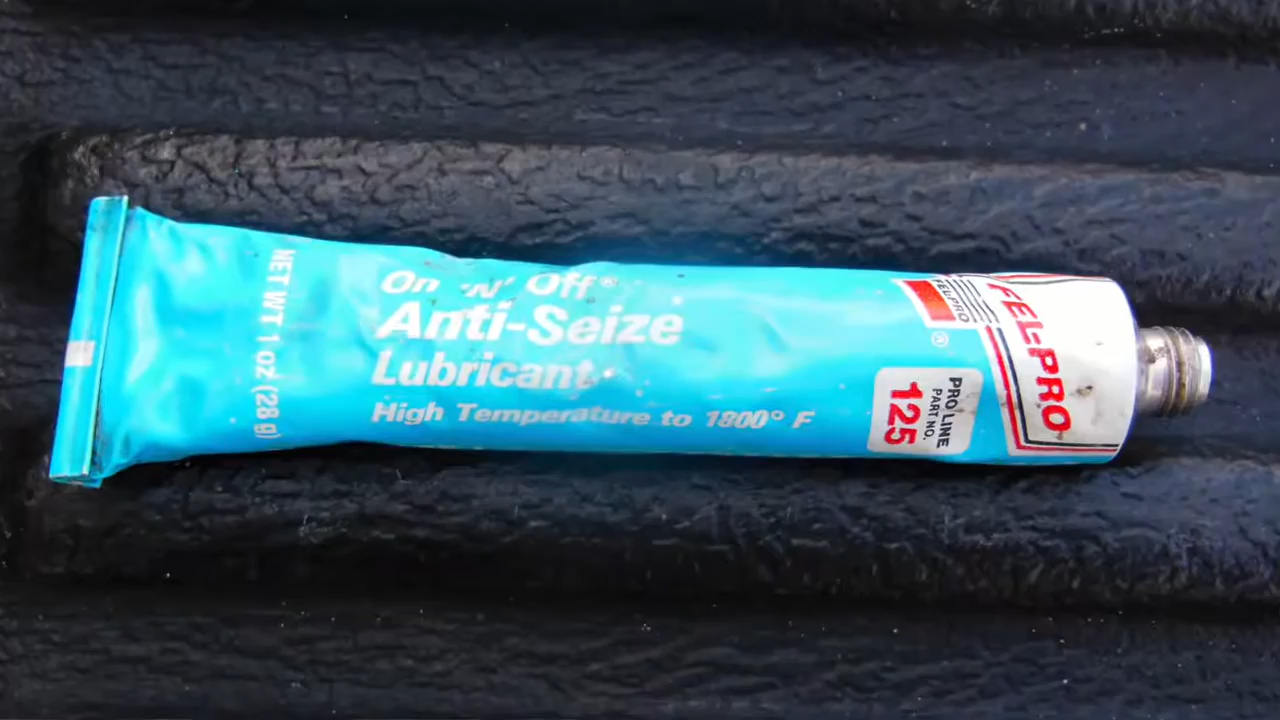 NET WT 1 oz (28 g)
On 'N' Off®
Anti-Seize
Lubricant
High Temperature to 1800° F
FELPRO
®
PRO LINE
PART NO.
125
FEL-PRO